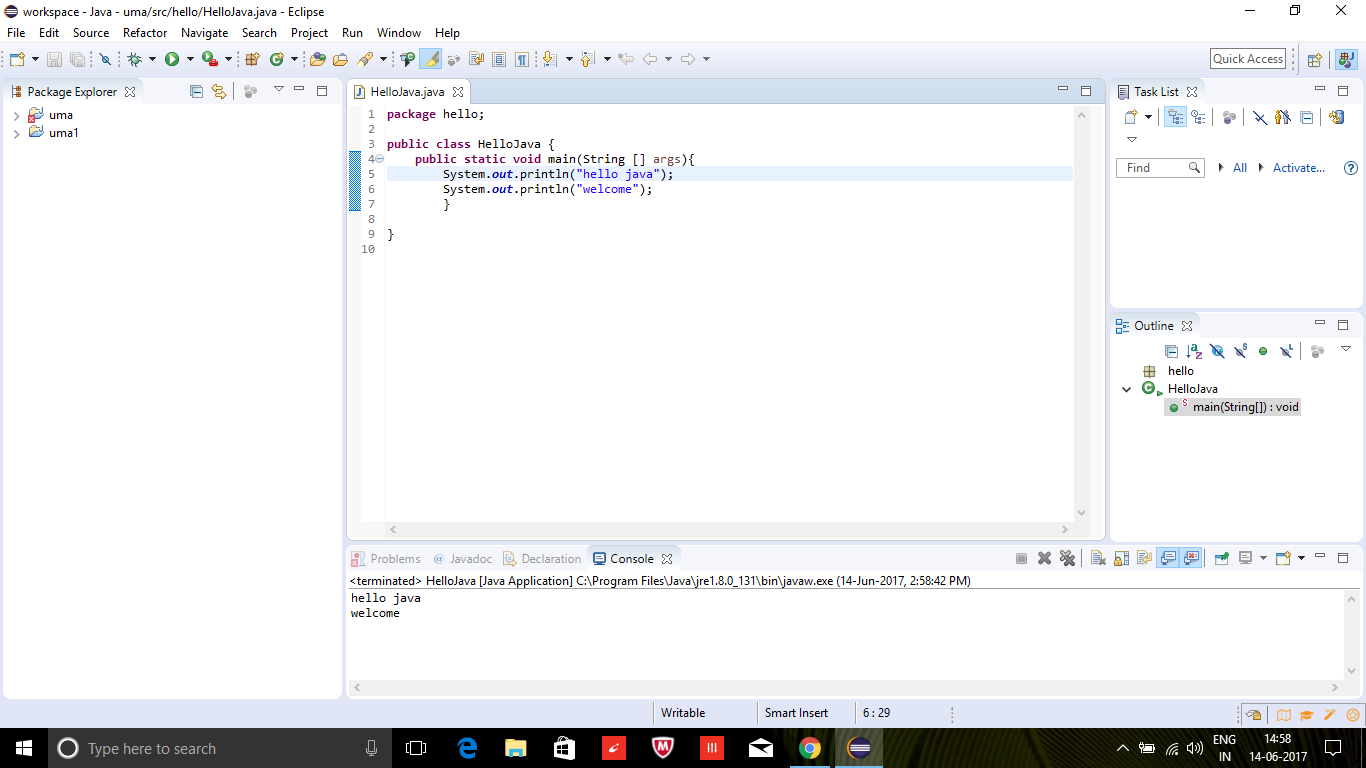 workspace - Java - uma/src/hello/HelloJava.java - Eclipse
File Edit Source Refactor Navigate Search Project Run Window Help
Quick Access
Package Explorer
uma
uma1
HelloJava.java
1 package hello;
2
3 public class HelloJava {
4 public static void main(String [] args){
5 System.out.println("hello java");
6 System.out.println("welcome");
7 }
8
9 }
10
Task List
Find All Activate...
Outline
hello
HelloJava
main(String[]) : void
Problems @ Javadoc Declaration Console
<terminated> HelloJava [Java Application] C:\Program Files\Java\jre1.8.0_131\bin\javaw.exe (14-Jun-2017, 2:58:42 PM)
hello java
welcome
Writable Smart Insert 6 : 29
Type here to search
ENG
IN
14:58
14-06-2017